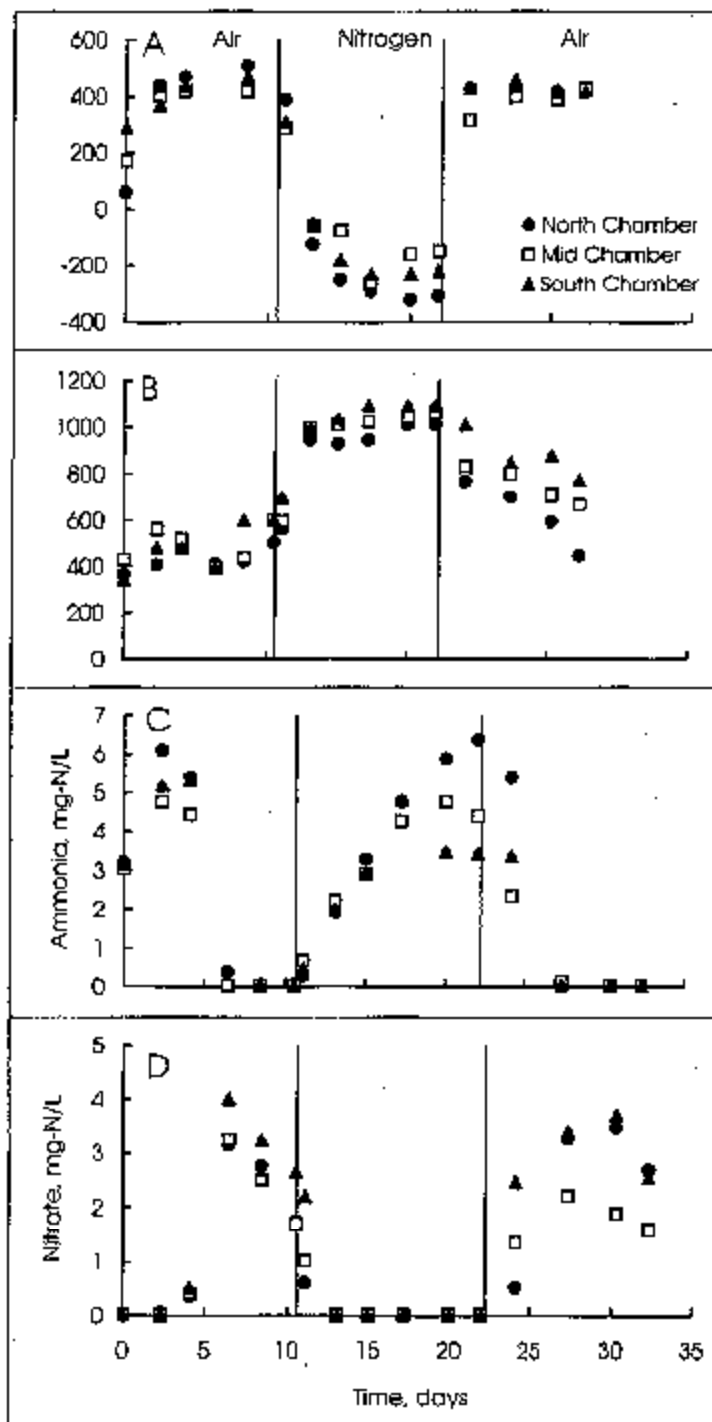 A Air Nitrogen Air
600
400
200
0
-200
-400
● North Chamber
□ Mid Chamber
▲ South Chamber
B
1200
1000
800
600
400
200
0
C
7
6
5
4
3
2
1
0
Ammonia, mg-N/L
D
5
4
3
2
1
0
Nitrate, mg-N/L
0 5 10 15 20 25 30 35
Time, days